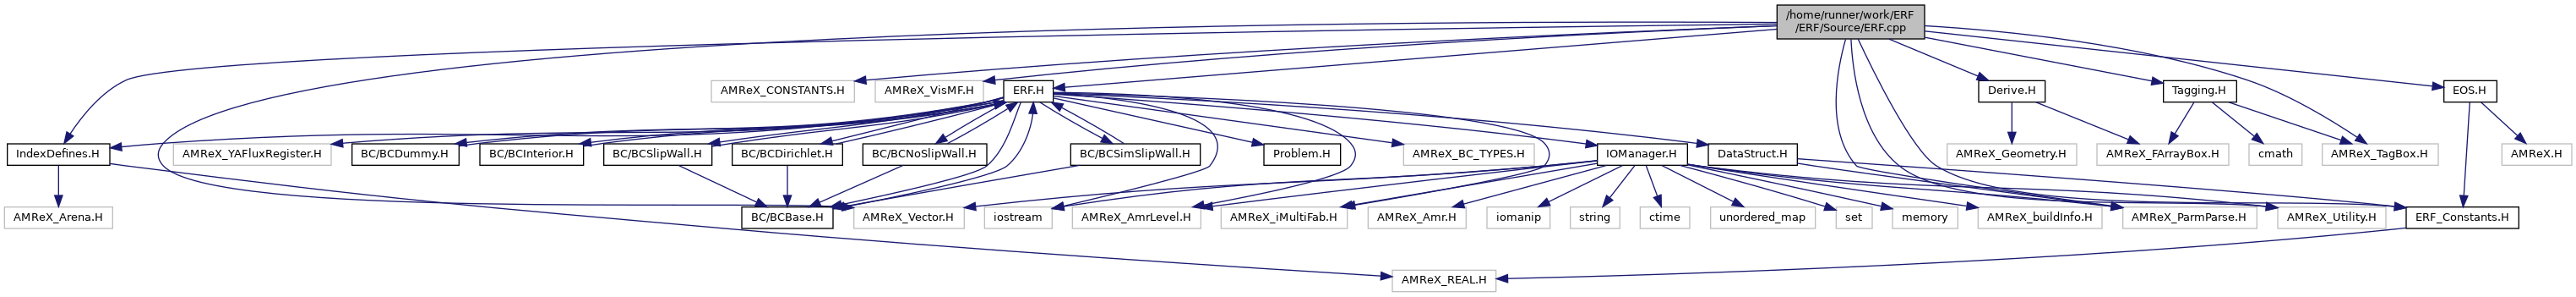 /home/runner/work/ERF
/ERF/Source/ERF.cpp
AMReX_CONSTANTS.H
AMReX_VisMF.H
ERF.H
Derive.H
Tagging.H
EOS.H
IndexDefines.H
AMReX_YAFluxRegister.H
BC/BCDummy.H
BC/BCInterior.H
BC/BCSlipWall.H
BC/BCDirichlet.H
BC/BCNoSlipWall.H
BC/BCSimSlipWall.H
Problem.H
AMReX_BC_TYPES.H
IOManager.H
DataStruct.H
AMReX_Geometry.H
AMReX_FArrayBox.H
cmath
AMReX_TagBox.H
AMReX.H
AMReX_Arena.H
BC/BCBase.H
AMReX_Vector.H
iostream
AMReX_AmrLevel.H
AMReX_iMultiFab.H
AMReX_Amr.H
iomanip
string
ctime
unordered_map
set
memory
AMReX_buildInfo.H
AMReX_ParmParse.H
AMReX_Utility.H
ERF_Constants.H
AMReX_REAL.H